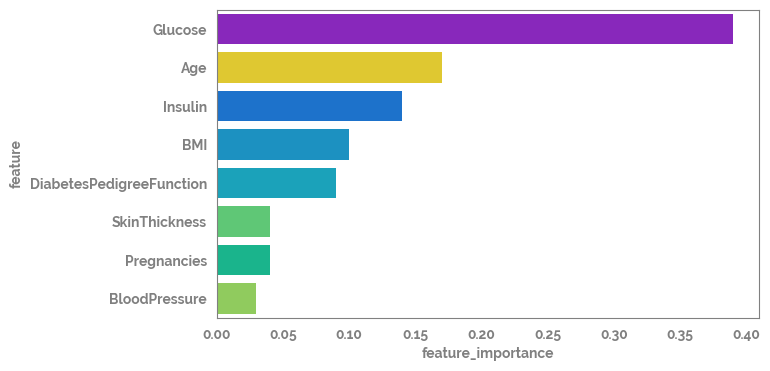 Glucose
Age
Insulin
BMI
DiabetesPedigreeFunction
SkinThickness
Pregnancies
BloodPressure
feature
0.00 0.05 0.10 0.15 0.20 0.25 0.30 0.35 0.40
feature_importance